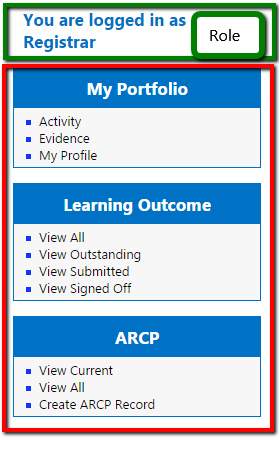 You are logged in as
Registrar
Role
My Portfolio
Activity
Evidence
My Profile
Learning Outcome
View All
View Outstanding
View Submitted
View Signed Off
ARCP
View Current
View All
Create ARCP Record